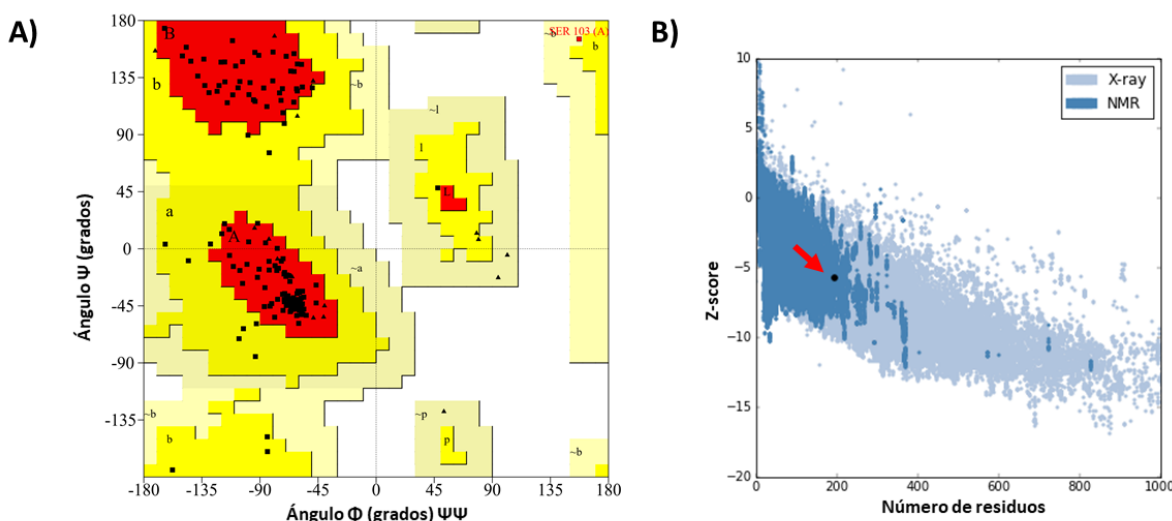 A)
180
135
90
45
0
-45
-90
-135
-180
-135
-90
-45
0
45
90
135
180
Ángulo Ψ (grados)
Ángulo Φ (grados) ΨΨ
B
b
~b
SER 103 (A)
~b
b
~l
l
L
a
A
~a
~b
b
~p
p
~b
B)
X-ray
NMR
10
5
0
−5
−10
−15
−20
0
200
400
600
800
1000
Z-score
Número de residuos